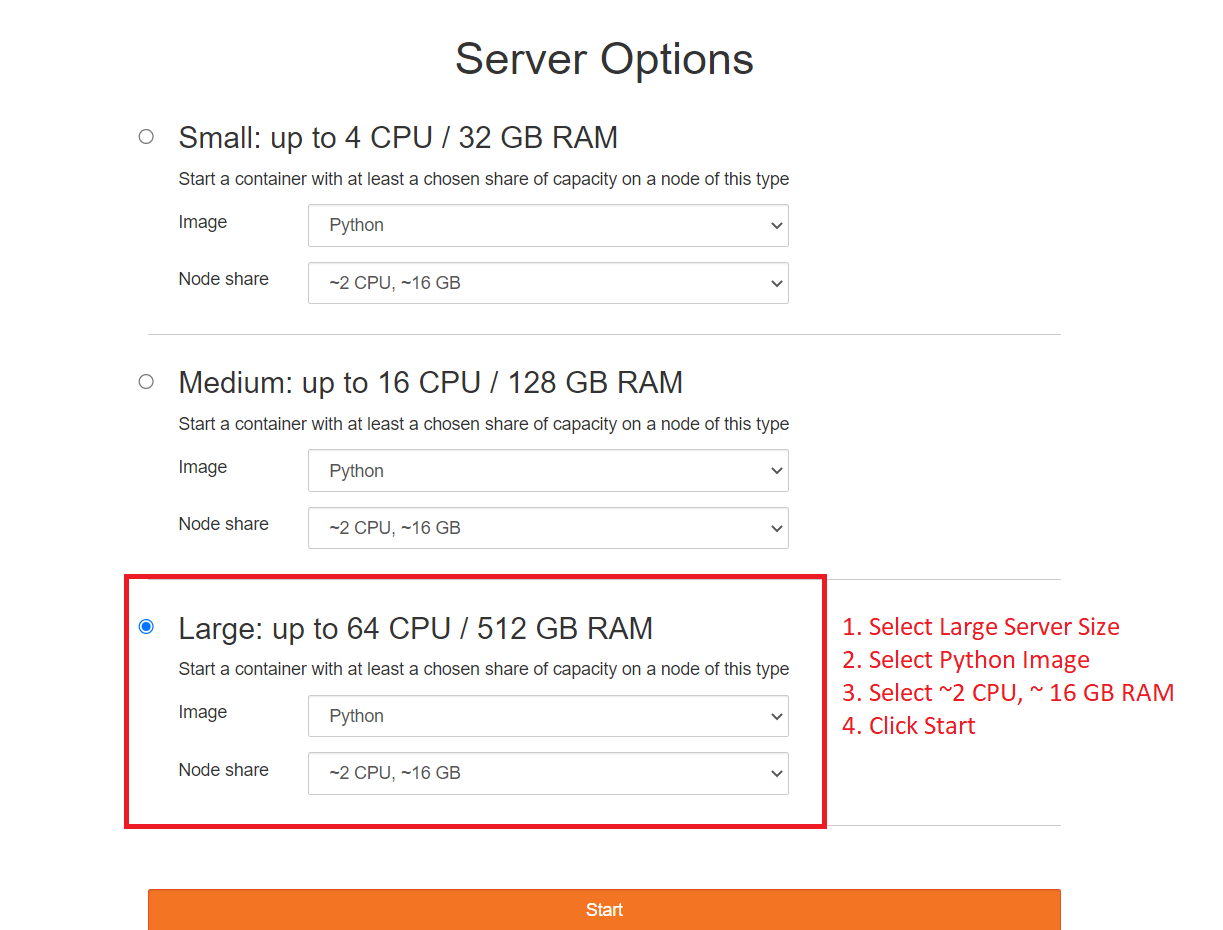 Server Options
Small: up to 4 CPU / 32 GB RAM
Start a container with at least a chosen share of capacity on a node of this type
Image
Python
Node share
~2 CPU, ~16 GB
Medium: up to 16 CPU / 128 GB RAM
Start a container with at least a chosen share of capacity on a node of this type
Image
Python
Node share
~2 CPU, ~16 GB
Large: up to 64 CPU / 512 GB RAM
Start a container with at least a chosen share of capacity on a node of this type
Image
Python
Node share
~2 CPU, ~16 GB
1. Select Large Server Size
2. Select Python Image
3. Select ~2 CPU, ~ 16 GB RAM
4. Click Start
Start